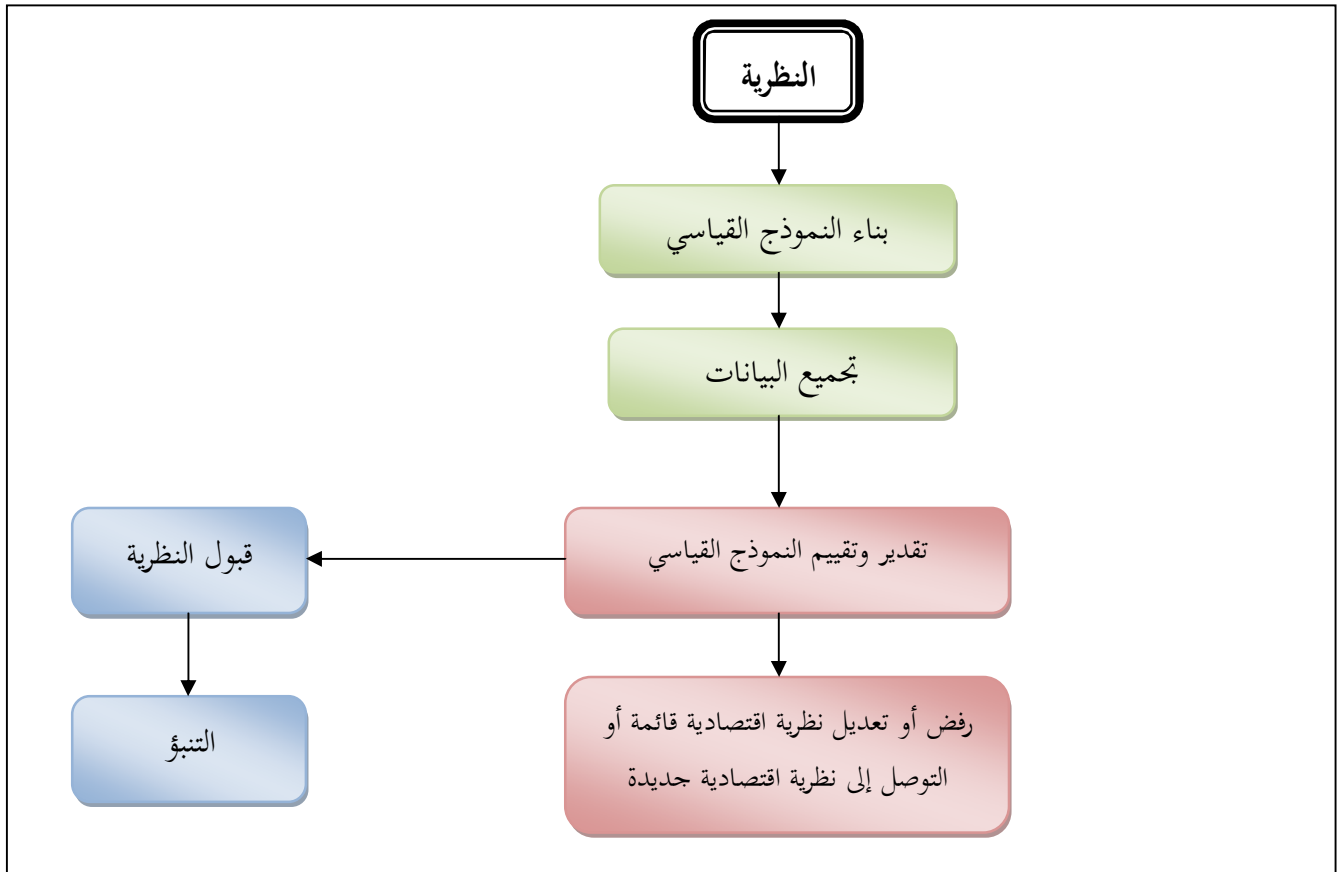 النظرية
بناء النموذج القياسي
تجميع البيانات
تقدير وتقييم النموذج القياسي
قبول النظرية
رفض أو تعديل نظرية اقتصادية قائمة أو
التوصل إلى نظرية اقتصادية جديدة
التنبؤ